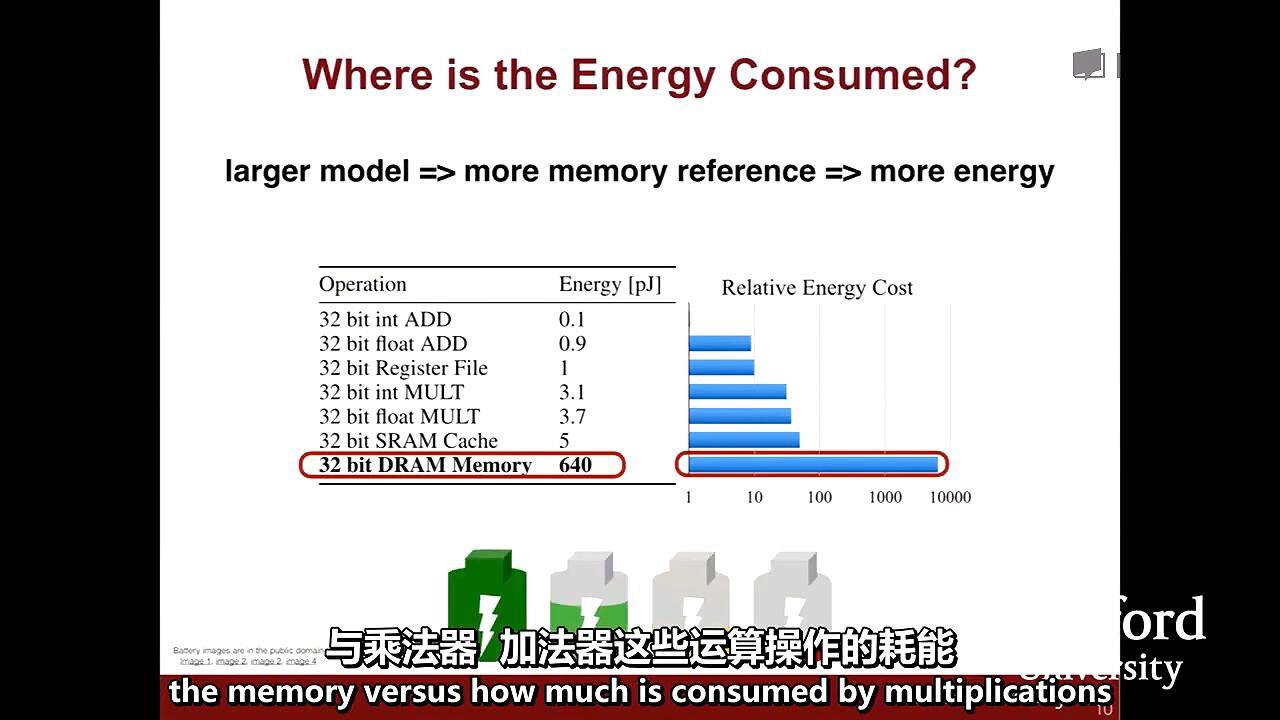 Where is the Energy Consumed?
larger model => more memory reference => more energy
Operation Energy [pJ]
32 bit int ADD 0.1
32 bit float ADD 0.9
32 bit Register File 1
32 bit int MULT 3.1
32 bit float MULT 3.7
32 bit SRAM Cache 5
32 bit DRAM Memory 640
Relative Energy Cost
1 10 100 1000 10000
Battery images are in the public domain
Image 1, image 2, image 2, image 4
与乘法器 加法器这些运算操作的耗能
the memory versus how much is consumed by multiplications
10